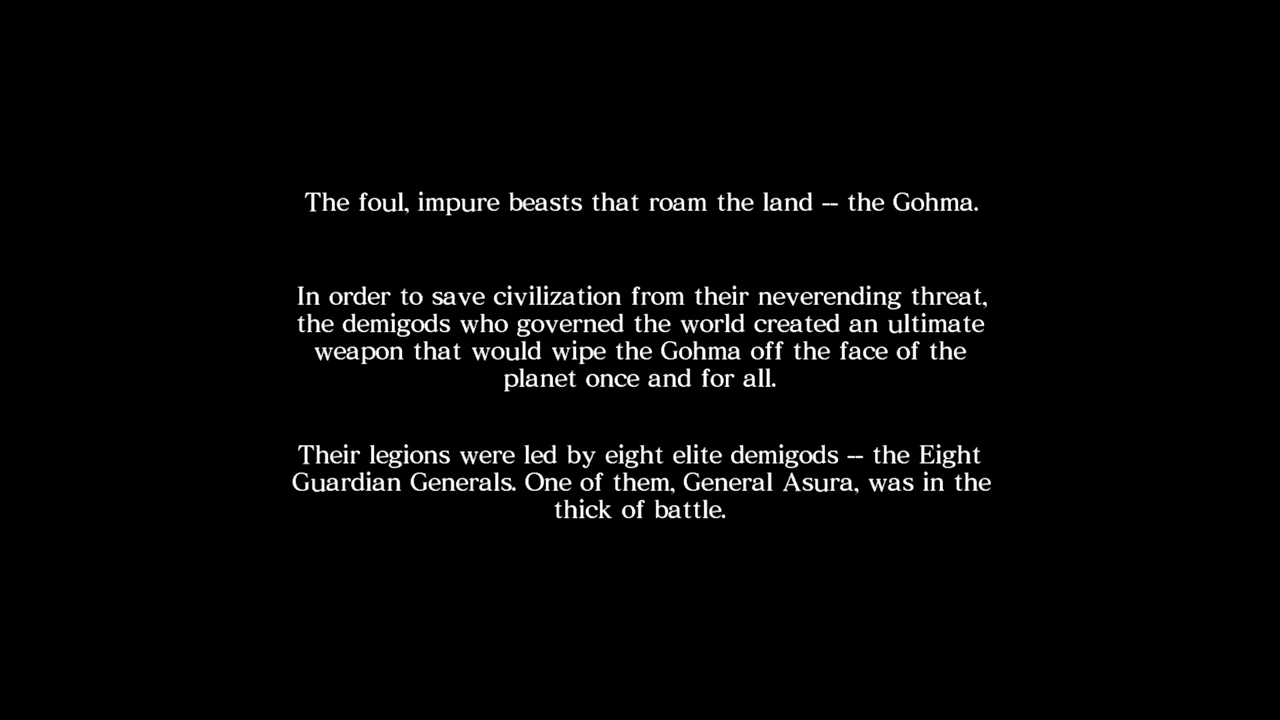 The foul, impure beasts that roam the land -- the Gohma.
In order to save civilization from their neverending threat,
the demigods who governed the world created an ultimate
weapon that would wipe the Gohma off the face of the
planet once and for all.
Their legions were led by eight elite demigods -- the Eight
Guardian Generals. One of them, General Asura, was in the
thick of battle.